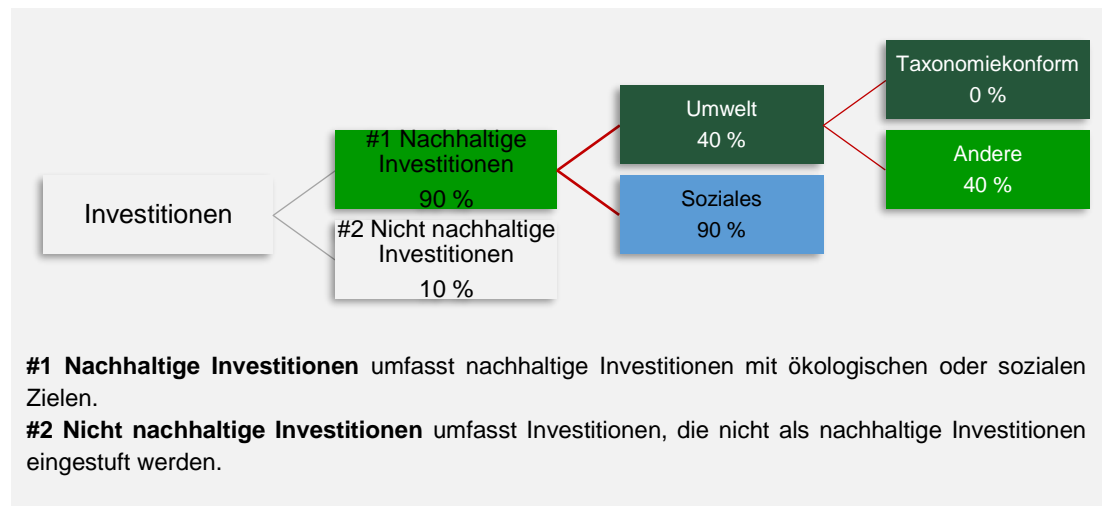 Investitionen
#1 Nachhaltige
Investitionen
90 %
#2 Nicht nachhaltige
Investitionen
10 %
Umwelt
40 %
Soziales
90 %
Taxonomiekonform
0 %
Andere
40 %
#1 Nachhaltige Investitionen umfasst nachhaltige Investitionen mit ökologischen oder sozialen
Zielen.
#2 Nicht nachhaltige Investitionen umfasst Investitionen, die nicht als nachhaltige Investitionen
eingestuft werden.